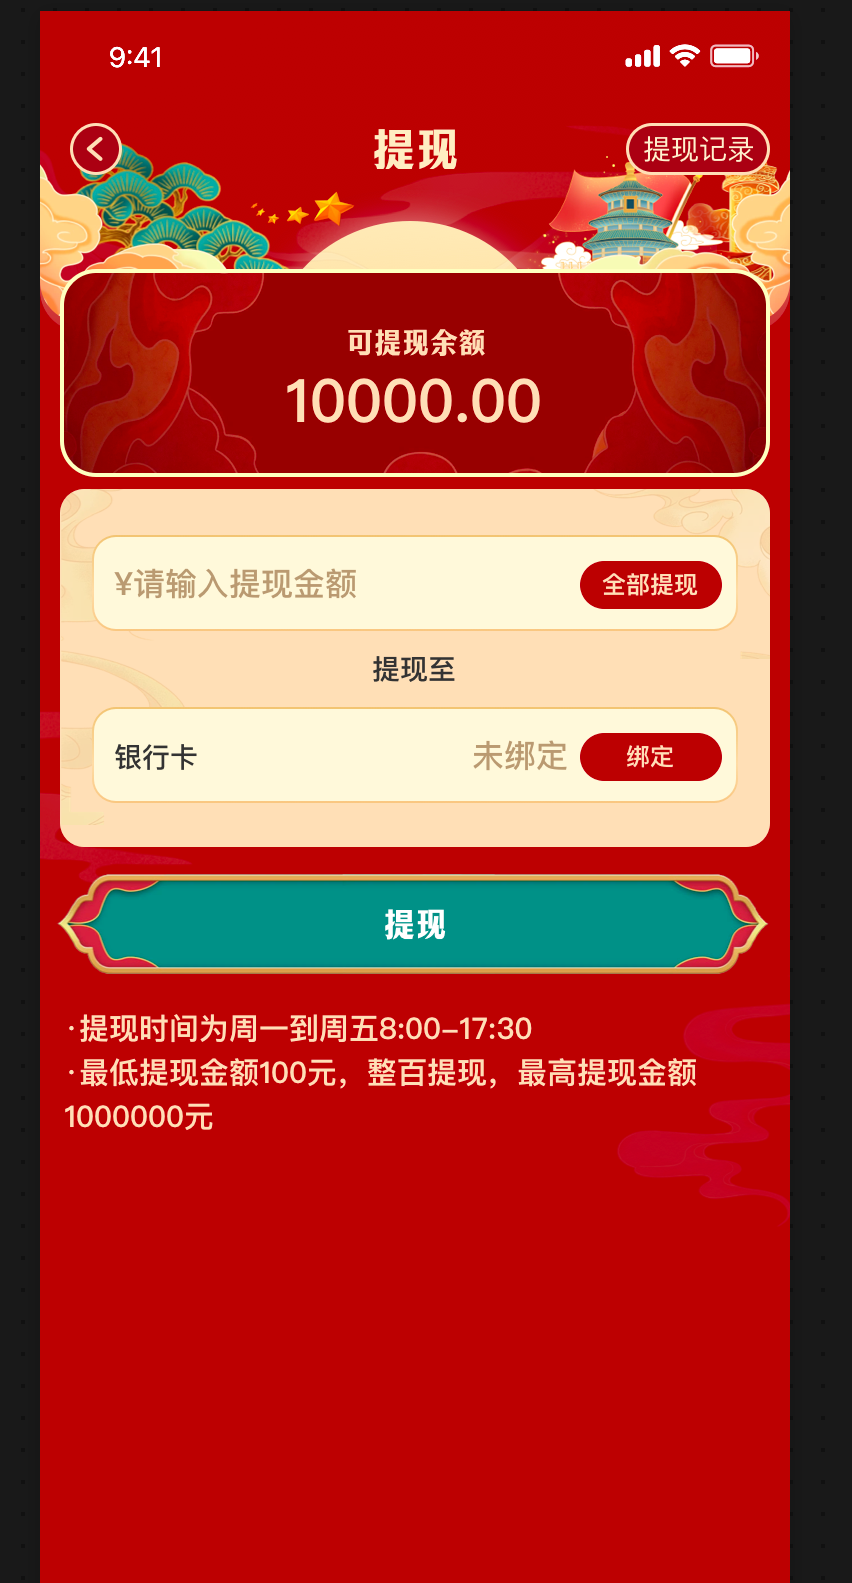 9:41
提现
提现记录
可提现余额
10000.00
¥请输入提现金额
全部提现
提现至
银行卡
未绑定
绑定
提现
·提现时间为周一到周五8:00–17:30
·最低提现金额100元，整百提现，最高提现金额
1000000元